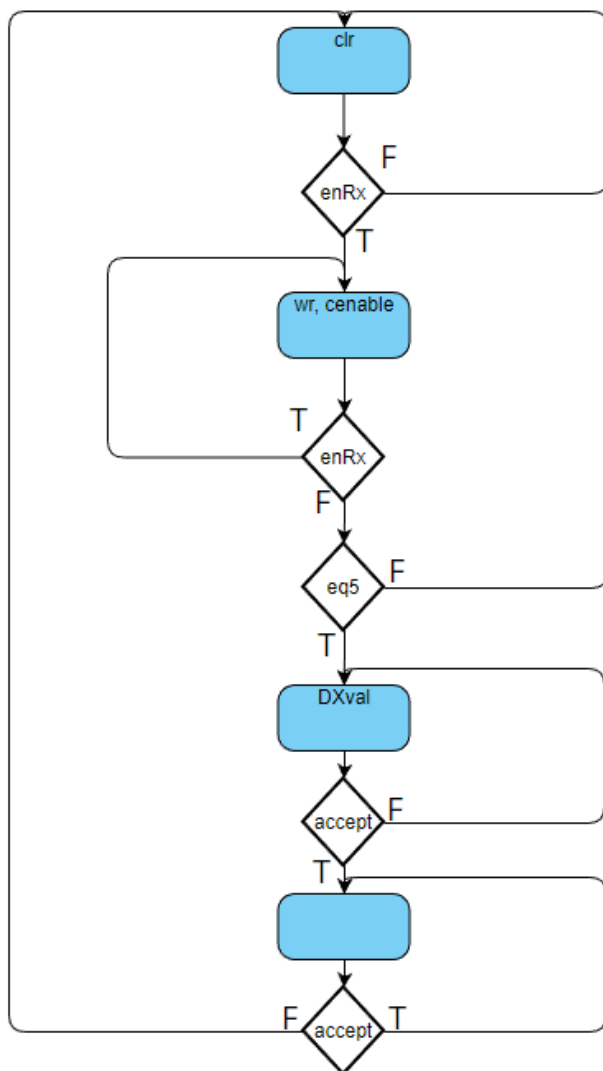 clr
F
enRx
T
wr, cenable
T
enRx
F
F
eq5
T
DXval
F
accept
T
F
accept
T